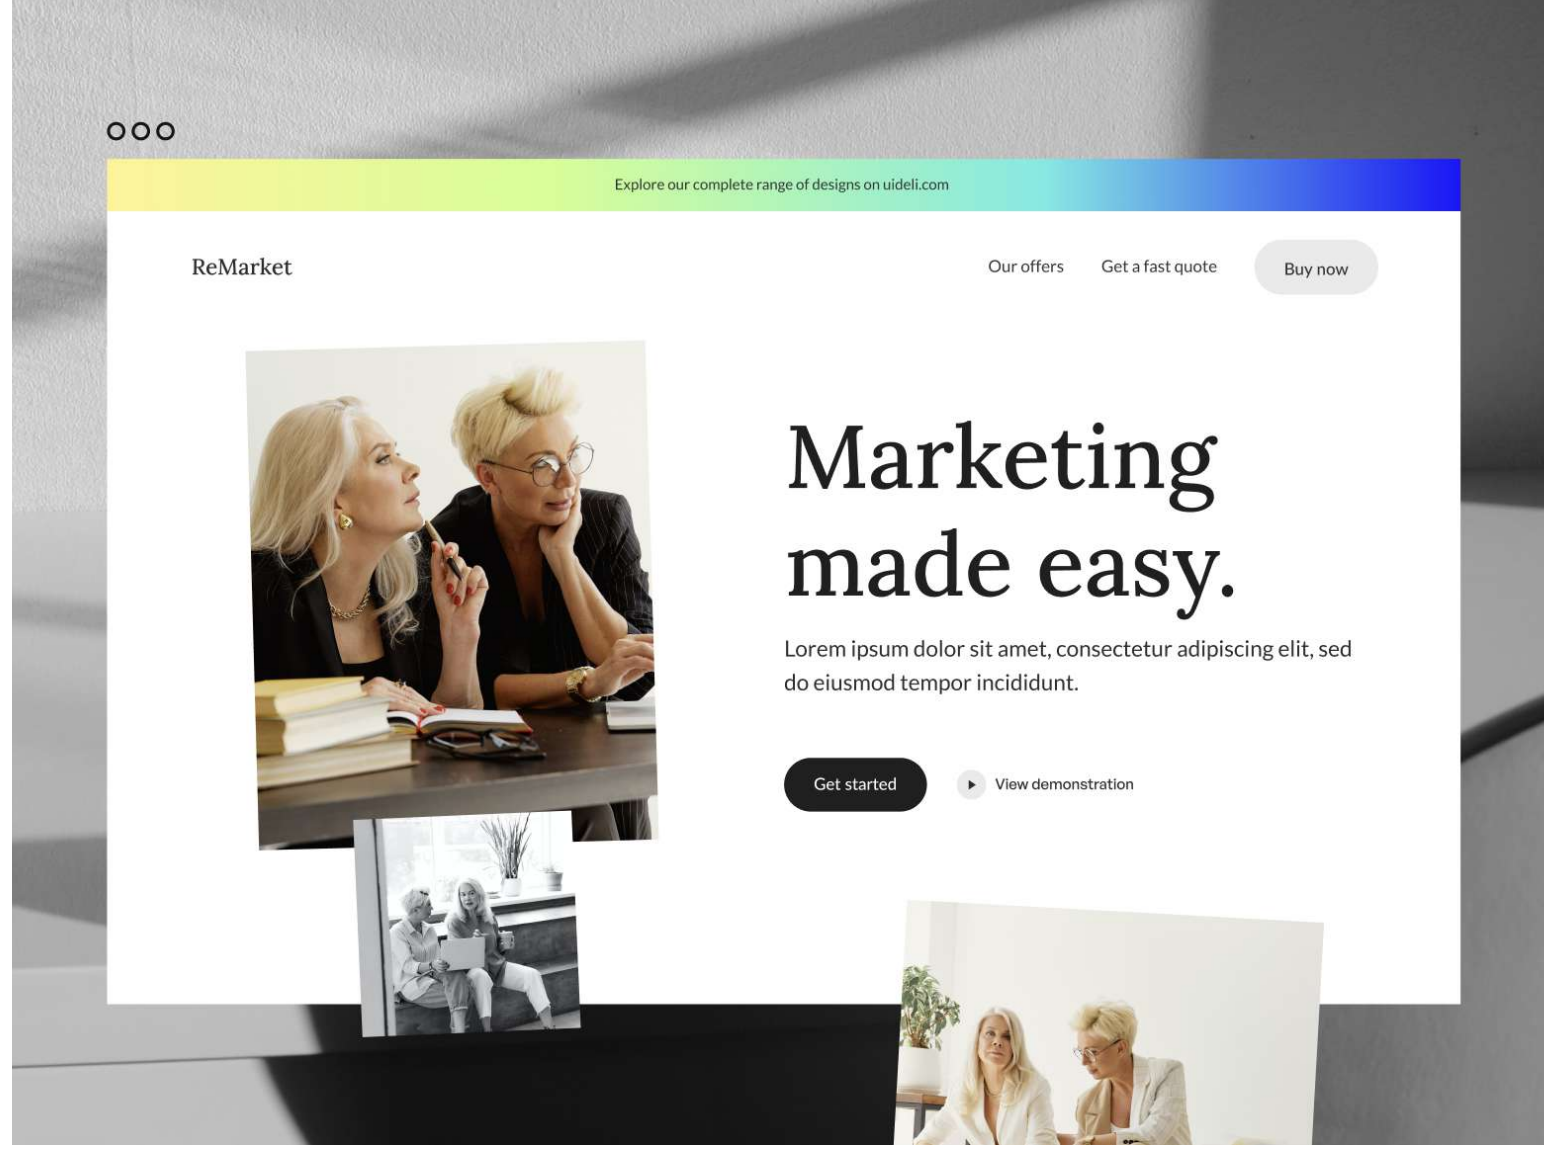 Explore our complete range of designs on uideli.com
ReMarket
Our offers
Get a fast quote
Buy now
Marketing
made easy.
Lorem ipsum dolor sit amet, consectetur adipiscing elit, sed
do eiusmod tempor incididunt.
Get started
View demonstration